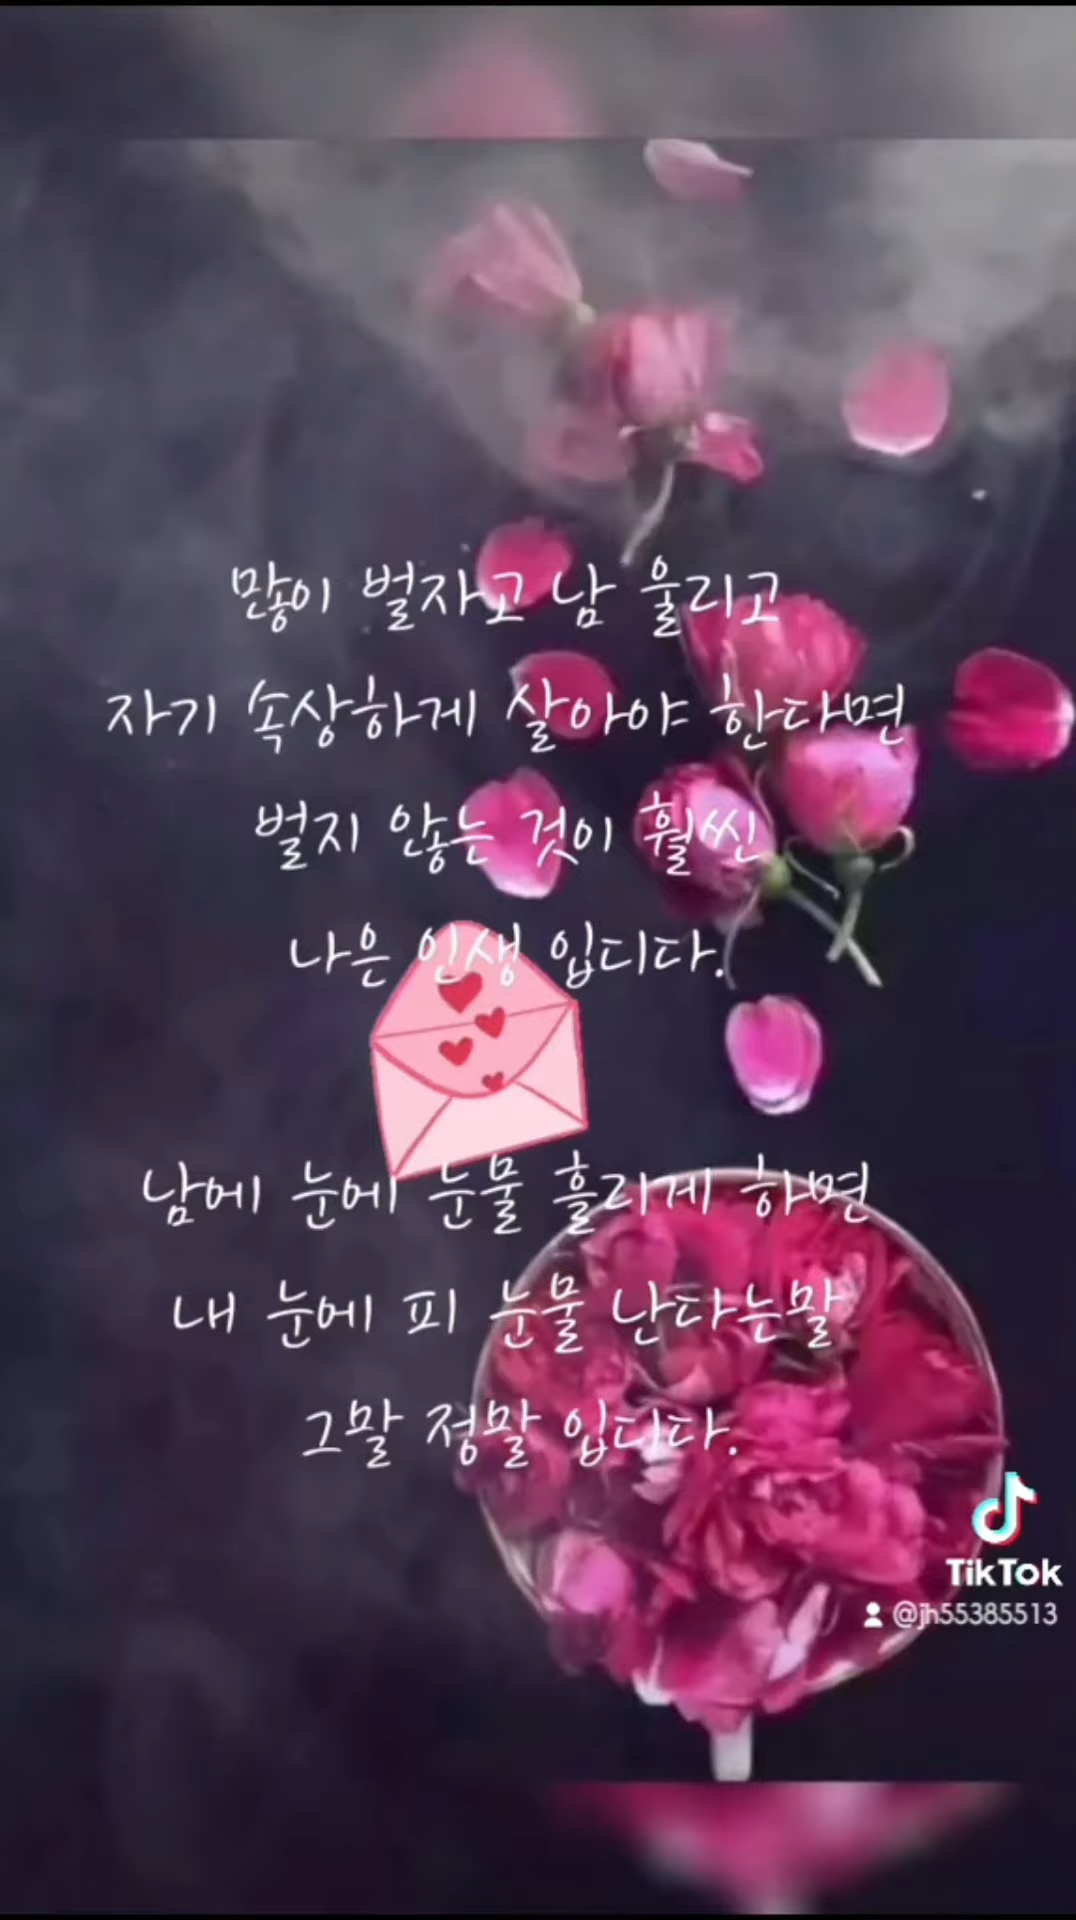 많이 벌자고 남 울리고
자기 속상하게 살아야 한다면
벌지 않는 것이 훨씬
나은 인생 입니다.
남에 눈에 눈물 흘리게 하면
내 눈에 피 눈물 난다는말
그말 정말 입니다.
TikTok
@jh55385513